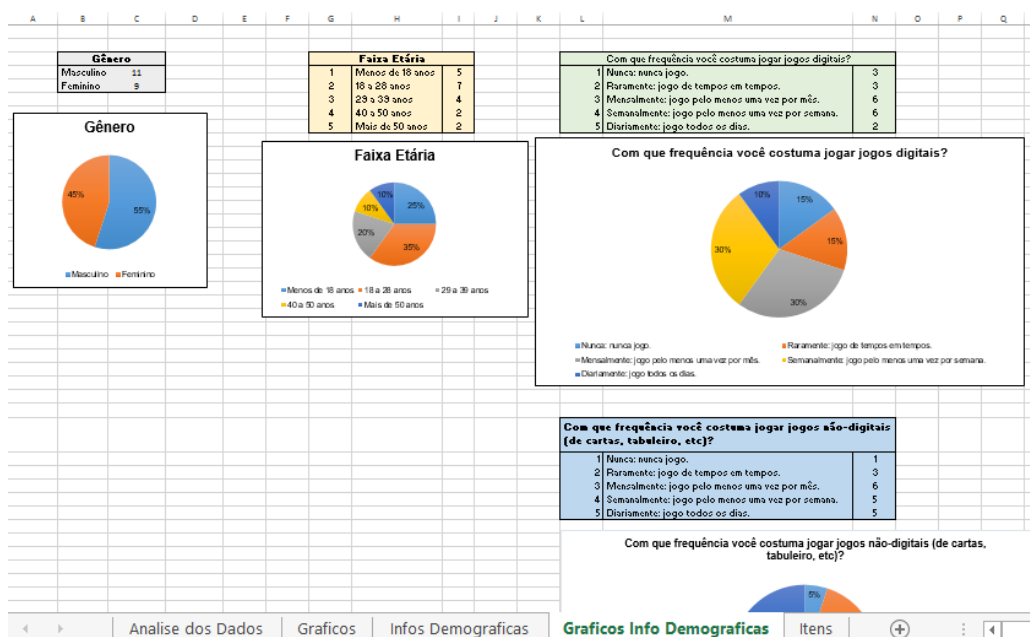 A B C D E F G H I J K L M N O P Q
Gênero
Masculino 11
Feminino 9
Faixa Etária
1 Menos de 18 anos 5
2 18 a 28 anos 7
3 29 a 39 anos 4
4 40 a 50 anos 2
5 Mais de 50 anos 2
Com que frequência você costuma jogar jogos digitais?
1 Nunca: nunca jogo. 3
2 Raramente: jogo de tempos em tempos. 3
3 Mensalmente: jogo pelo menos uma vez por mês. 6
4 Semanalmente: jogo pelo menos uma vez por semana. 6
5 Diariamente: jogo todos os dias. 2
Gênero
45%
55%
Masculino Feminino
Faixa Etária
10%
25%
10%
20%
35%
Menos de 18 anos 18 a 28 anos 29 a 39 anos
40 a 50 anos Mais de 50 anos
Com que frequência você costuma jogar jogos digitais?
10%
15%
15%
30%
30%
Nunca: nunca jogo. Raramente: jogo de tempos em tempos.
Mensalmente: jogo pelo menos uma vez por mês. Semanalmente: jogo pelo menos uma vez por semana.
Diariamente: jogo todos os dias.
Com que frequência você costuma jogar jogos não-digitais
(de cartas, tabuleiro, etc)?
1 Nunca: nunca jogo. 1
2 Raramente: jogo de tempos em tempos. 3
3 Mensalmente: jogo pelo menos uma vez por mês. 6
4 Semanalmente: jogo pelo menos uma vez por semana. 5
5 Diariamente: jogo todos os dias. 5
Com que frequência você costuma jogar jogos não-digitais (de cartas,
tabuleiro, etc)?
5%
Analise dos Dados Graficos Infos Demograficas Graficos Info Demograficas Itens